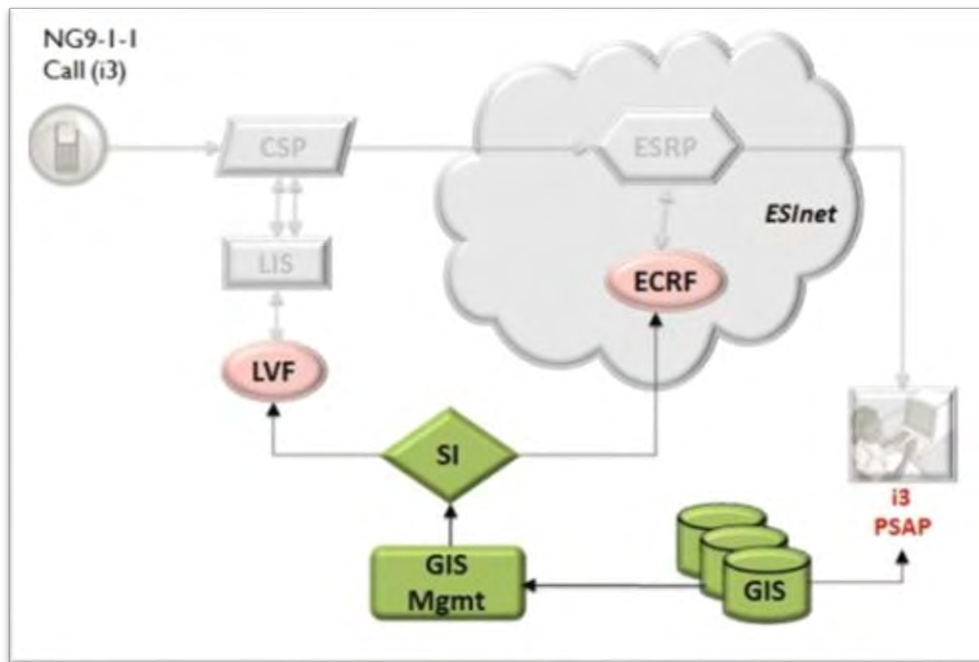 NG9-1-1
Call (i3)
CSP
ESRP
ESInet
LIS
ECRF
LVF
SI
i3
PSAP
GIS
Mgmt
GIS